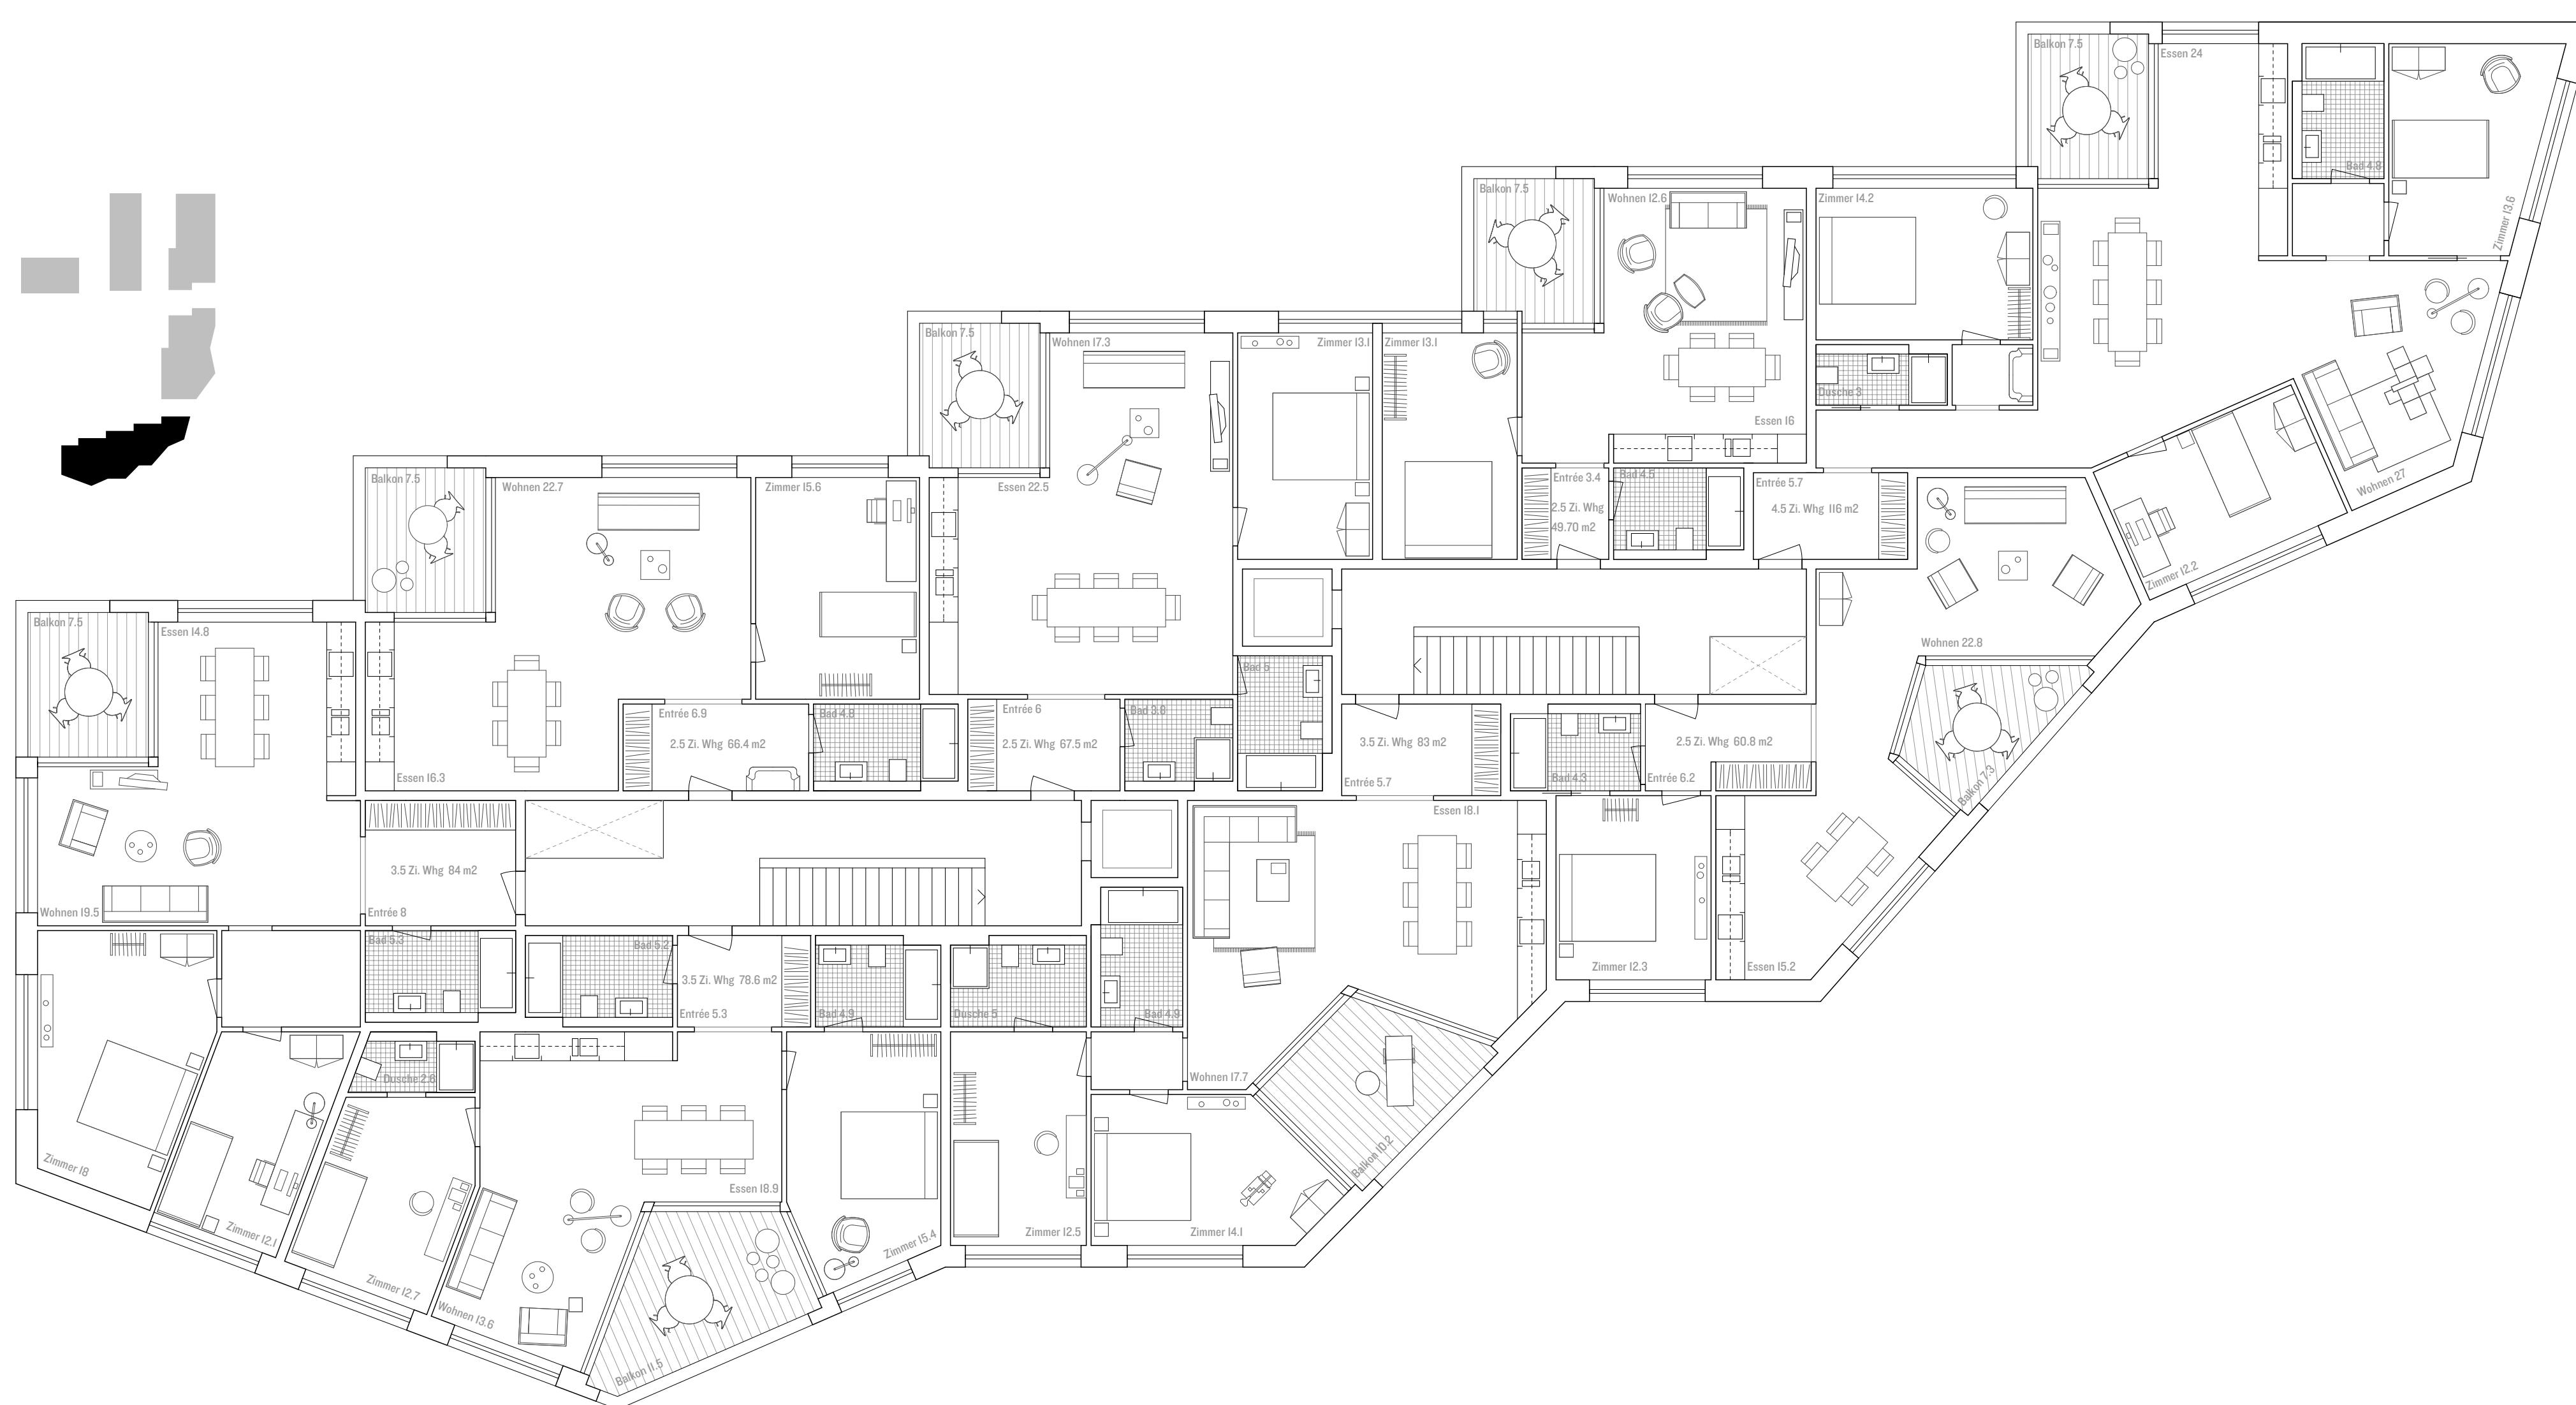 Balkon 7.5
Essen 24
Bad 4.8
Zimmer 13.6
Balkon 7.5
Wohnen 12.6
Zimmer 14.2
Dusche 3
Essen 16
Wohnen 27
Zimmer 12.2
Balkon 7.5
Wohnen 17.3
Zimmer 13.1
Zimmer 13.1
Entrée 3.4
2.5 Zi. Whg
49.70 m2
Bad 4.5
Entrée 5.7
4.5 Zi. Whg 116 m2
Balkon 7.5
Wohnen 22.7
Zimmer 15.6
Essen 22.5
Wohnen 22.8
Balkon 7.3
Balkon 7.5
Essen 14.8
Essen 16.3
Entrée 6.9
2.5 Zi. Whg 66.4 m2
Bad 4.8
Entrée 6
2.5 Zi. Whg 67.5 m2
Bad 3.8
Bad 5
3.5 Zi. Whg 83 m2
Entrée 5.7
Bad 4.3
2.5 Zi. Whg 60.8 m2
Entrée 6.2
Essen 18.1
Wohnen 19.5
3.5 Zi. Whg 84 m2
Entrée 8
Bad 5.3
Bad 5.2
3.5 Zi. Whg 78.6 m2
Entrée 5.3
Bad 4.9
Dusche 5
Bad 4.9
Zimmer 12.3
Essen 15.2
Wohnen 17.7
Balkon 10.2
Zimmer 18
Zimmer 12.1
Dusche 2.6
Zimmer 12.7
Wohnen 13.6
Essen 18.9
Zimmer 15.4
Zimmer 12.5
Zimmer 14.1
Balkon 11.5